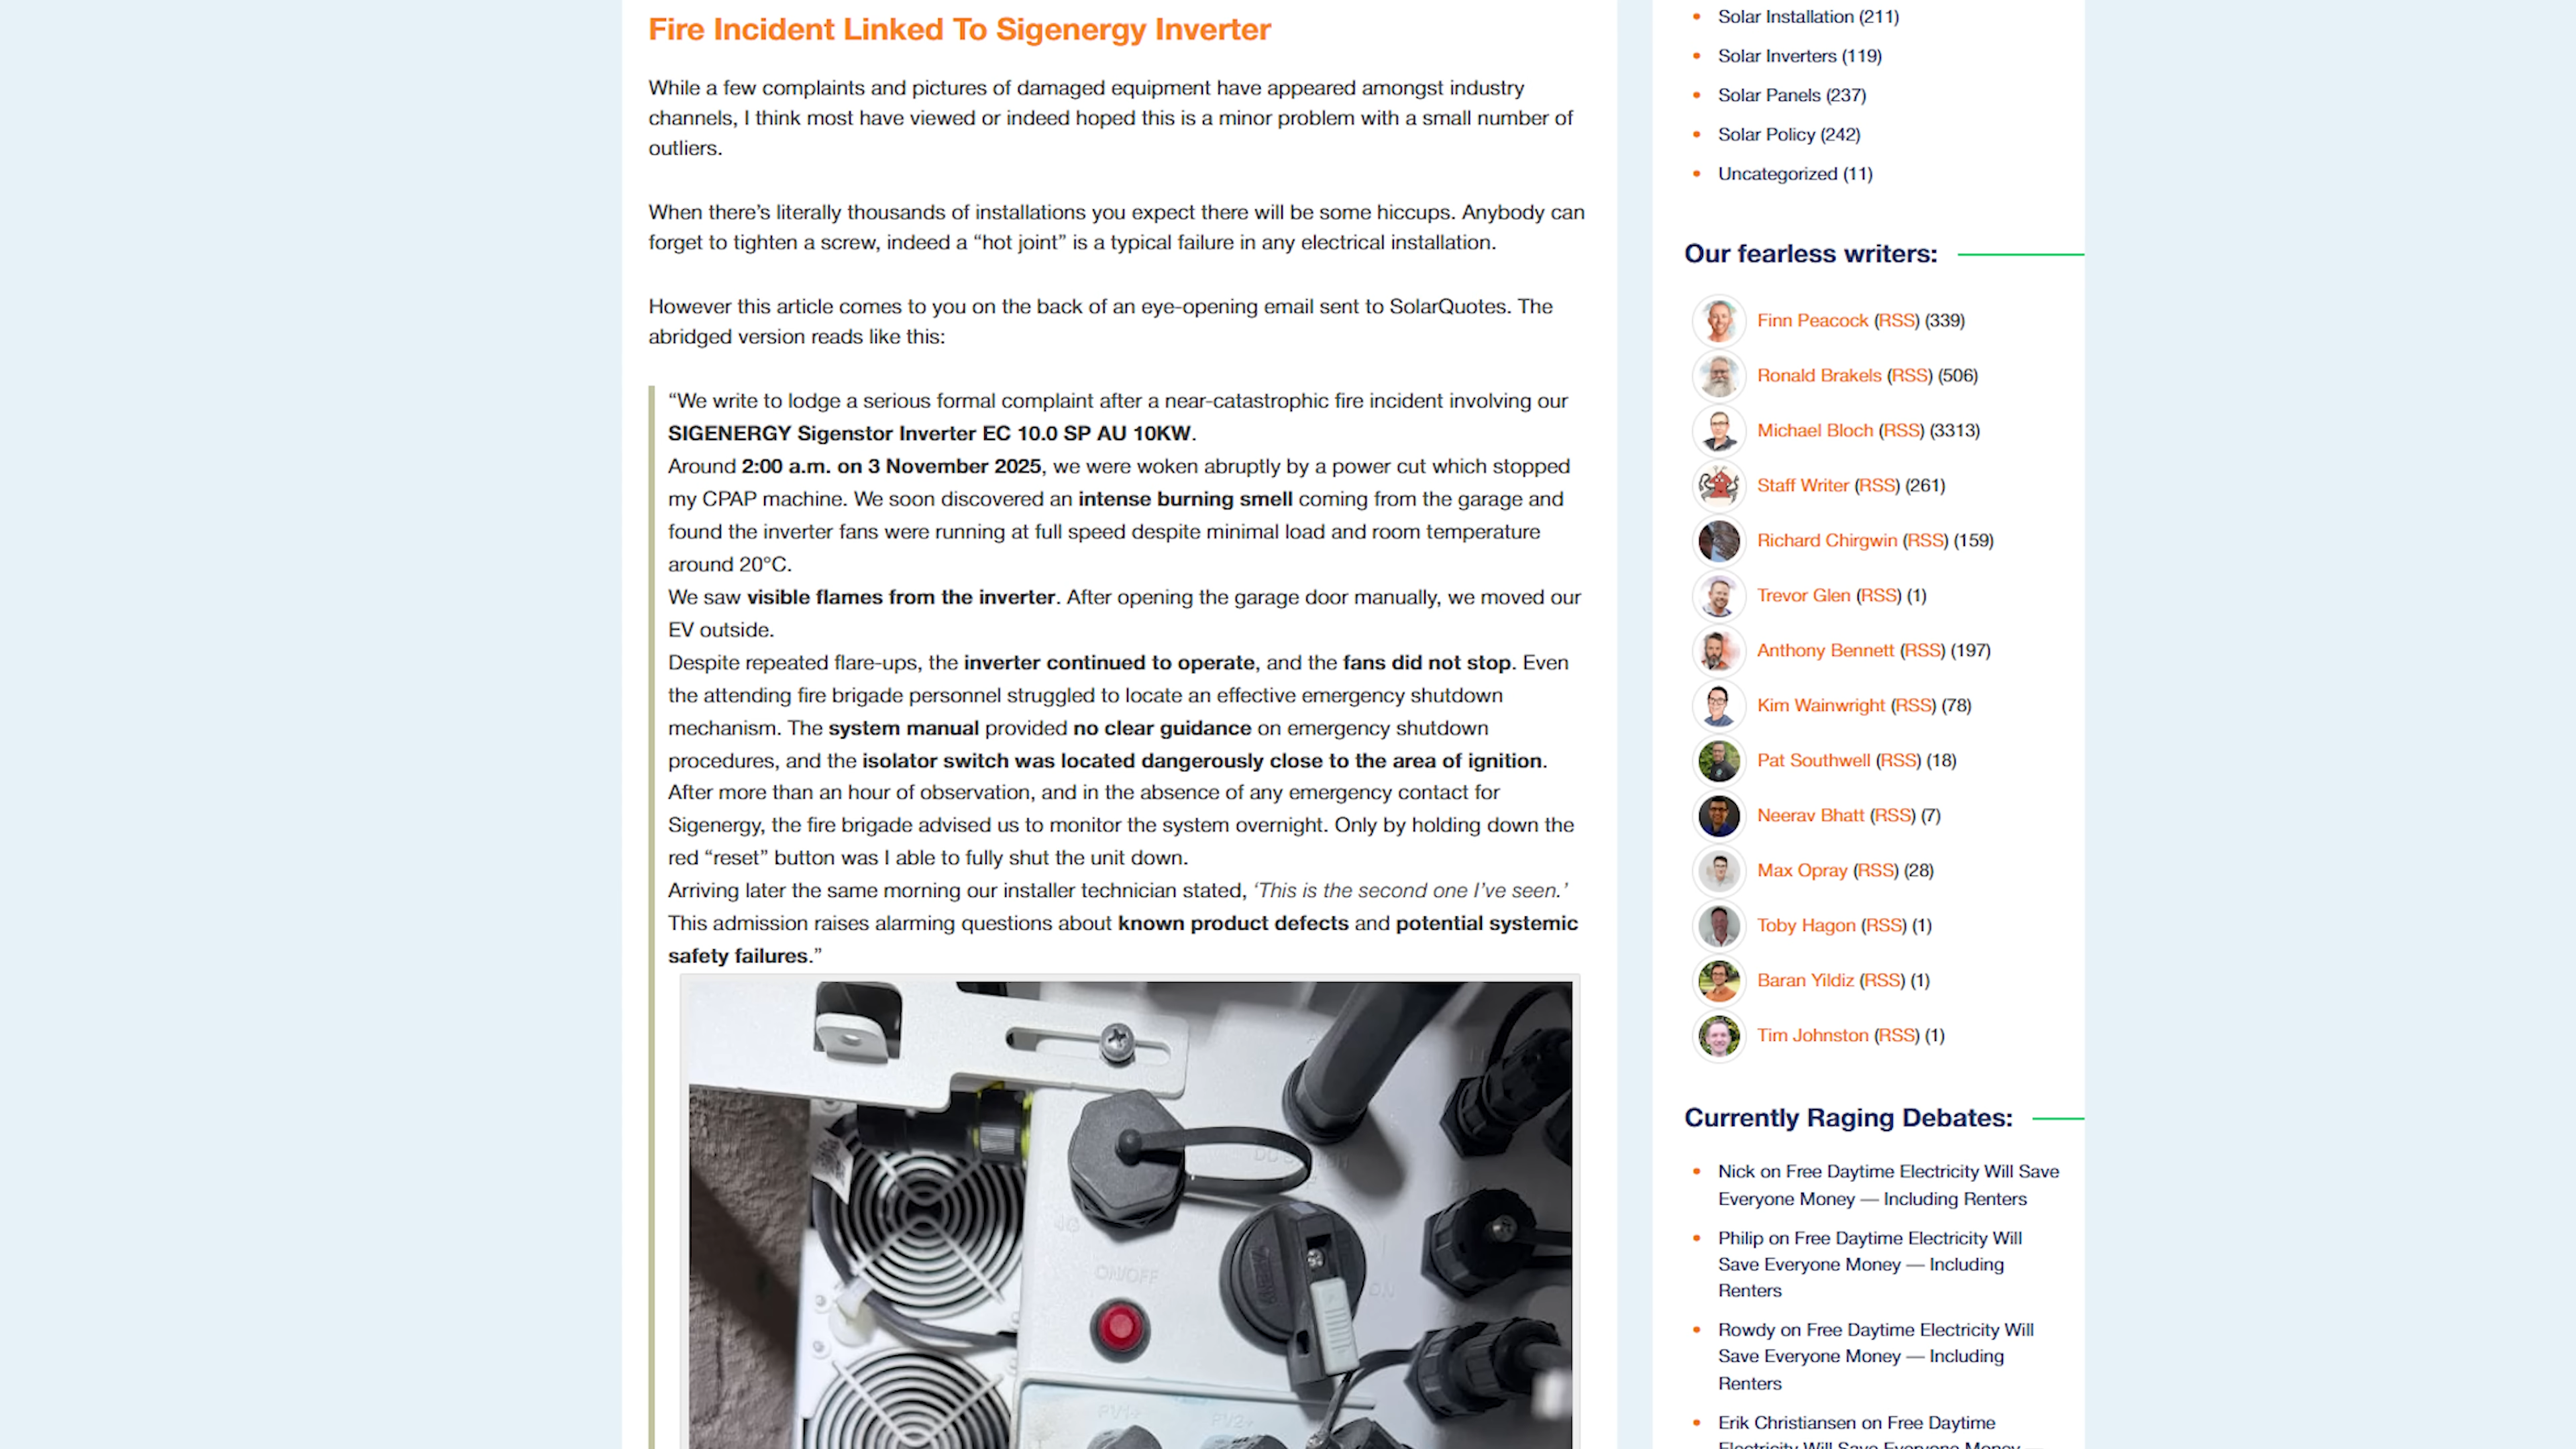 Fire Incident Linked To Sigenergy Inverter
While a few complaints and pictures of damaged equipment have appeared amongst industry
channels, I think most have viewed or indeed hoped this is a minor problem with a small number of
outliers.
When there’s literally thousands of installations you expect there will be some hiccups. Anybody can
forget to tighten a screw, indeed a “hot joint” is a typical failure in any electrical installation.
However this article comes to you on the back of an eye-opening email sent to SolarQuotes. The
abridged version reads like this:
“We write to lodge a serious formal complaint after a near-catastrophic fire incident involving our
SIGENERGY Sigenstor Inverter EC 10.0 SP AU 10KW.
Around 2:00 a.m. on 3 November 2025, we were woken abruptly by a power cut which stopped
my CPAP machine. We soon discovered an intense burning smell coming from the garage and
found the inverter fans were running at full speed despite minimal load and room temperature
around 20°C.
We saw visible flames from the inverter. After opening the garage door manually, we moved our
EV outside.
Despite repeated flare-ups, the inverter continued to operate, and the fans did not stop. Even
the attending fire brigade personnel struggled to locate an effective emergency shutdown
mechanism. The system manual provided no clear guidance on emergency shutdown
procedures, and the isolator switch was located dangerously close to the area of ignition.
After more than an hour of observation, and in the absence of any emergency contact for
Sigenergy, the fire brigade advised us to monitor the system overnight. Only by holding down the
red “reset” button was I able to fully shut the unit down.
Arriving later the same morning our installer technician stated, ‘This is the second one I’ve seen.’
This admission raises alarming questions about known product defects and potential systemic
safety failures.”
4G
ON/OFF
ON
PV1+
PV2+
Solar Installation (211)
Solar Inverters (119)
Solar Panels (237)
Solar Policy (242)
Uncategorized (11)
Our fearless writers:
Finn Peacock (RSS) (339)
Ronald Brakels (RSS) (506)
Michael Bloch (RSS) (3313)
Staff Writer (RSS) (261)
Richard Chirgwin (RSS) (159)
Trevor Glen (RSS) (1)
Anthony Bennett (RSS) (197)
Kim Wainwright (RSS) (78)
Pat Southwell (RSS) (18)
Neerav Bhatt (RSS) (7)
Max Opray (RSS) (28)
Toby Hagon (RSS) (1)
Baran Yildiz (RSS) (1)
Tim Johnston (RSS) (1)
Currently Raging Debates:
Nick on Free Daytime Electricity Will Save
Everyone Money — Including Renters
Philip on Free Daytime Electricity Will
Save Everyone Money — Including
Renters
Rowdy on Free Daytime Electricity Will
Save Everyone Money — Including
Renters
Erik Christiansen on Free Daytime
Electricity Will Save Everyone Money —